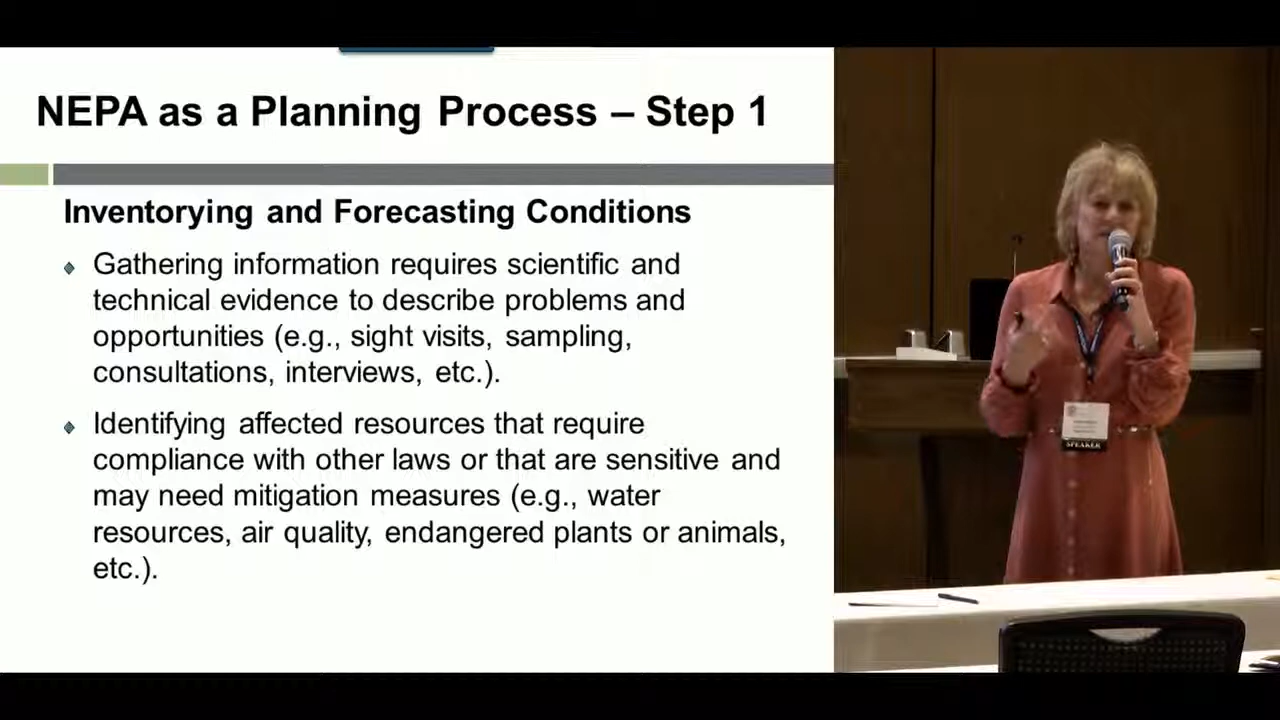 NEPA as a Planning Process – Step 1
Inventorying and Forecasting Conditions
Gathering information requires scientific and
technical evidence to describe problems and
opportunities (e.g., sight visits, sampling,
consultations, interviews, etc.).
Identifying affected resources that require
compliance with other laws or that are sensitive and
may need mitigation measures (e.g., water
resources, air quality, endangered plants or animals,
etc.).
SPEAKER